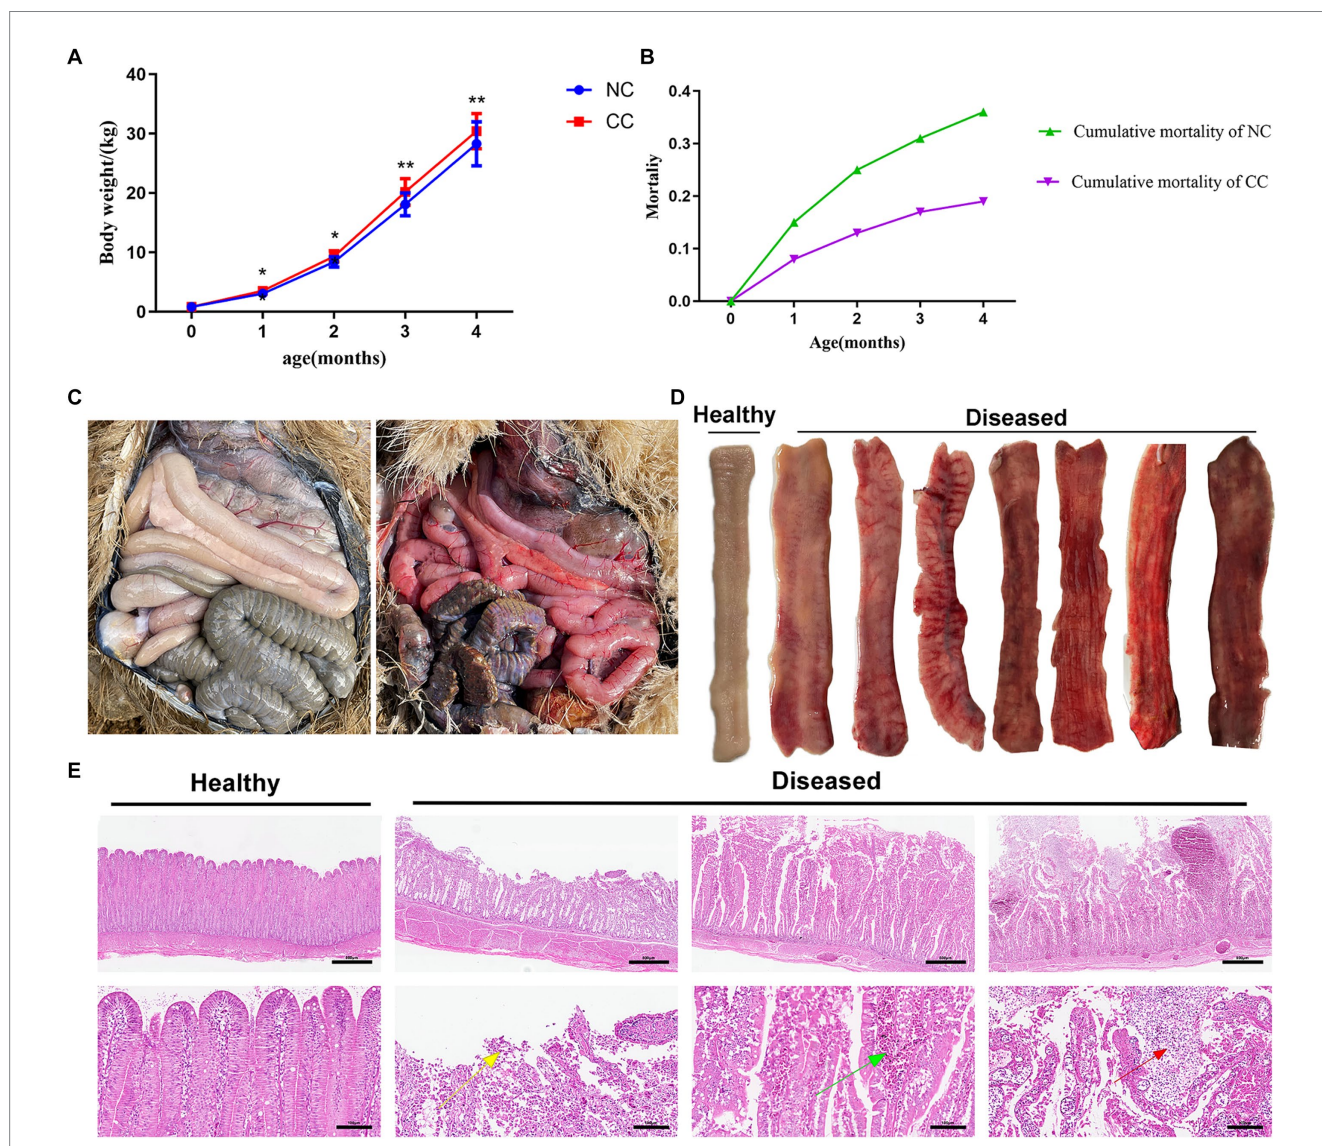 A
40
30
20
10
0
Body weight/(kg)
*
*
*
*
**
**
0 1 2 3 4
age(months)
NC
CC
B
0.4
0.3
0.2
0.1
0.0
Mortaliy
0 1 2 3 4
Age(months)
Cumulative mortality of NC
Cumulative mortality of CC
C
D
Healthy
Diseased
E
Healthy
Diseased